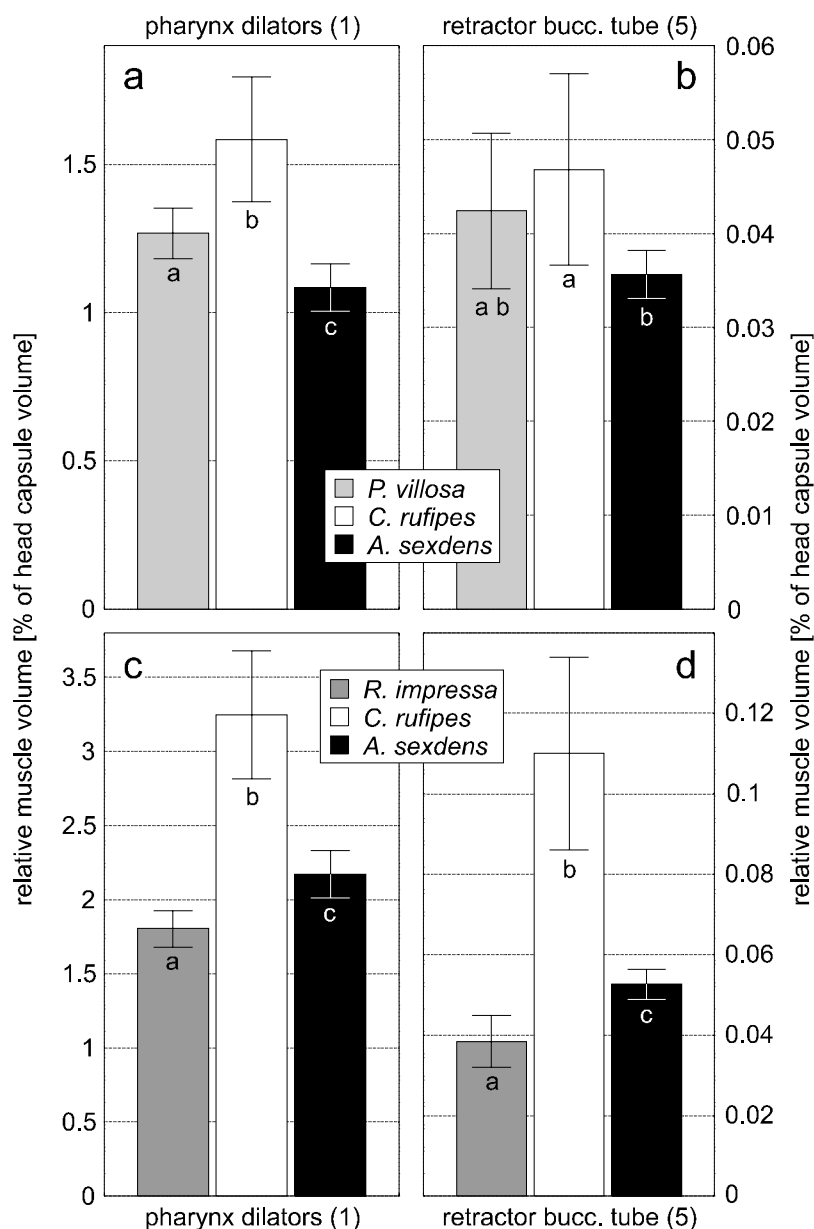 pharynx dilators (1)
retractor bucc. tube (5)
a
b
0.06
0.05
0.04
0.03
0.02
0.01
0
1.5
1
0.5
0
a
b
c
a b
a
b
P. villosa
C. rufipes
A. sexdens
relative muscle volume [% of head capsule volume]
relative muscle volume [% of head capsule volume]
c
d
R. impressa
C. rufipes
A. sexdens
3.5
3
2.5
2
1.5
1
0.5
0
a
b
c
a
b
c
0.12
0.1
0.08
0.06
0.04
0.02
0
pharynx dilators (1)
retractor bucc. tube (5)